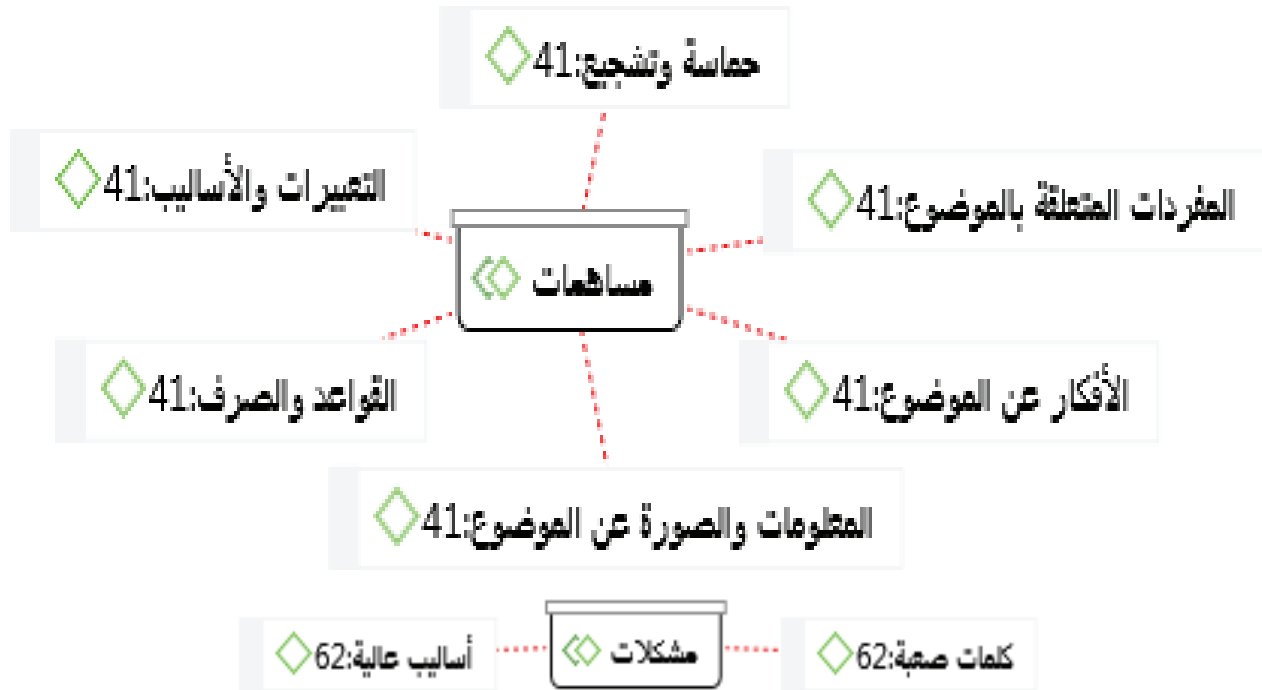 حماسة وتشجيع:41
التعبيرات والأساليب:41
المفردات المتعلقة بالموضوع:41
مساهمات
القواعد والصرف:41
الأفكار عن الموضوع:41
المعلومات والصورة عن الموضوع:41
أساليب عالية:62
مشكلات
كلمات صعبة:62